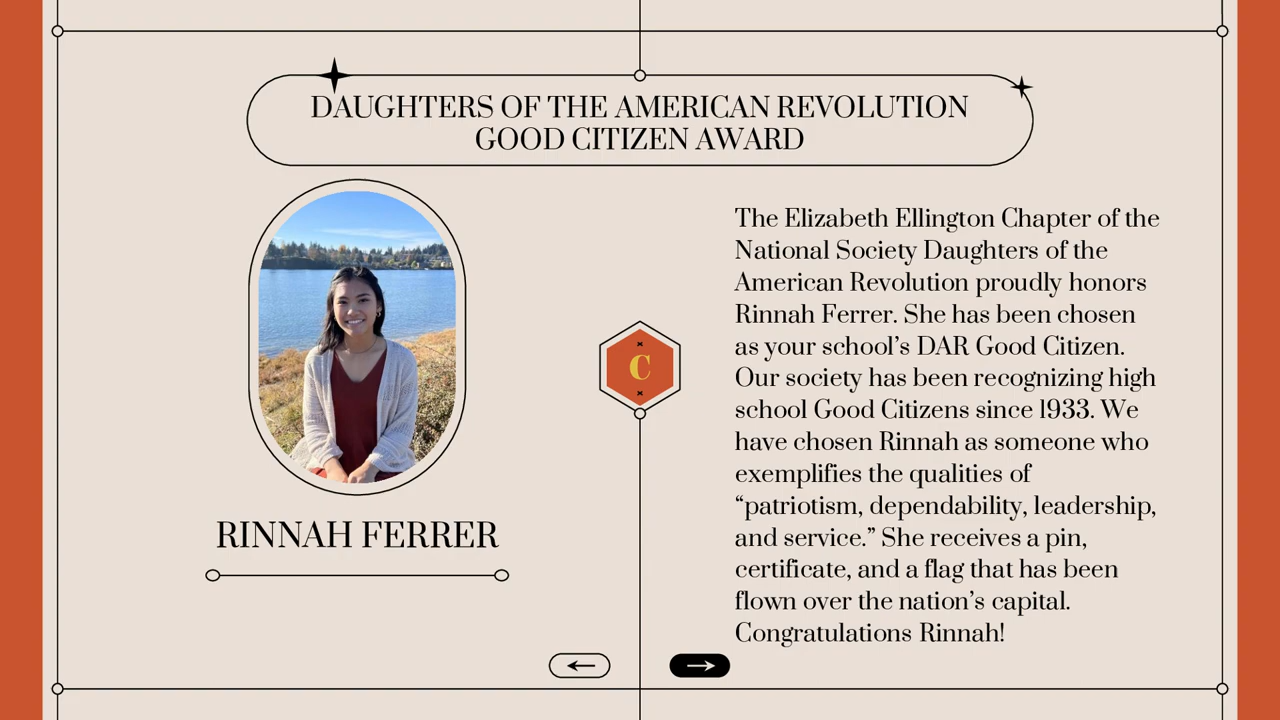 DAUGHTERS OF THE AMERICAN REVOLUTION
GOOD CITIZEN AWARD
RINNAH FERRER
C
The Elizabeth Ellington Chapter of the
National Society Daughters of the
American Revolution proudly honors
Rinnah Ferrer. She has been chosen
as your school’s DAR Good Citizen.
Our society has been recognizing high
school Good Citizens since 1933. We
have chosen Rinnah as someone who
exemplifies the qualities of
“patriotism, dependability, leadership,
and service.” She receives a pin,
certificate, and a flag that has been
flown over the nation’s capital.
Congratulations Rinnah!